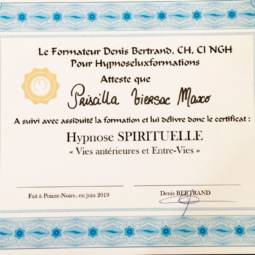 Le Formateur Denis Bertrand, CH, CI NGH
Pour Hypnoseluxformations
Atteste que
Priscilla Viersac Maxo
A suivi avec assiduité la formation et lui délivre donc le certificat :
Hypnose SPIRITUELLE
« Vies antérieures et Entre-Vies »
Fait à Pointe-Noire, en juin 2019
Denis BERTRAND